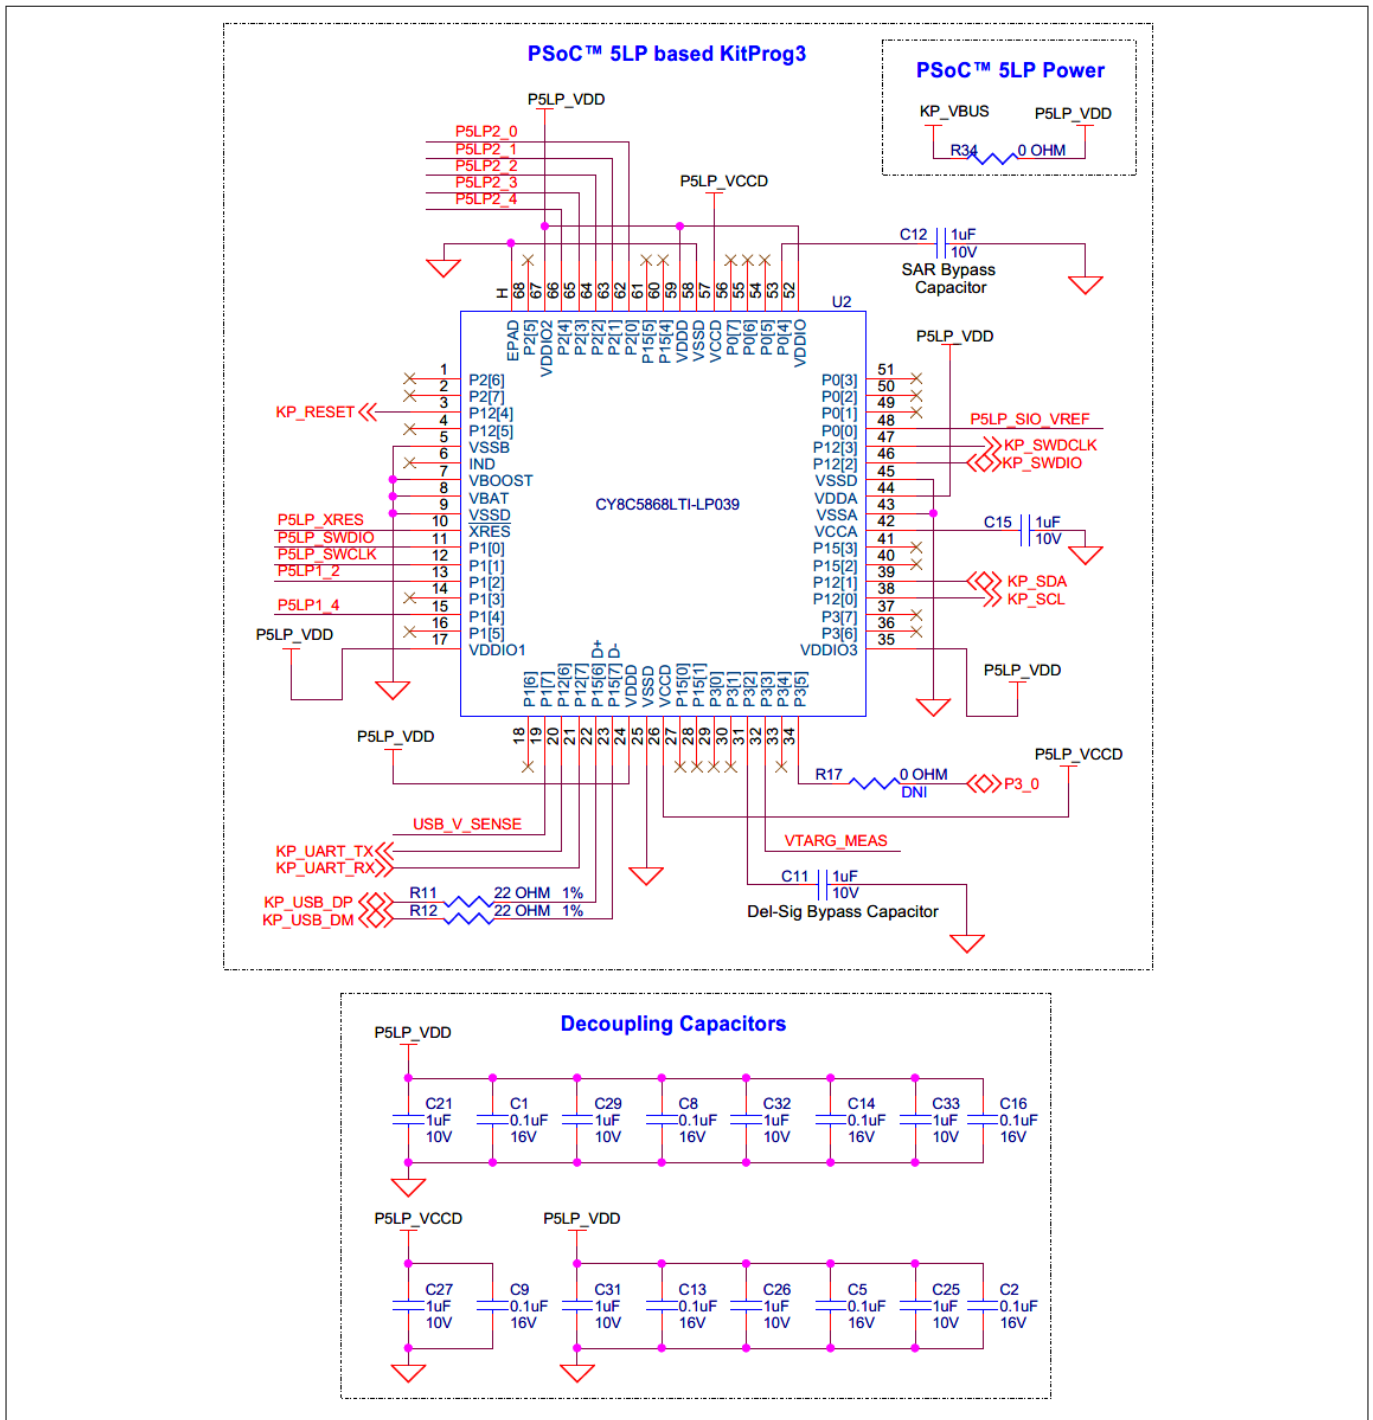 PSoC™ 5LP based KitProg3
PSoC™ 5LP Power
KP_VBUS
P5LP_VDD
R34
0 OHM
P5LP_VDD
P5LP2_0
P5LP2_1
P5LP2_2
P5LP2_3
P5LP2_4
P5LP_VCCD
C12
1uF
10V
SAR Bypass
Capacitor
H
68
67
66
65
64
63
62
61
60
59
58
57
56
55
54
53
52
U2
EPAD
P2[5]
VDDIO2
P2[4]
P2[3]
P2[2]
P2[1]
P2[0]
P15[5]
P15[4]
VDDD
VSSD
VCCD
P0[7]
P0[6]
P0[5]
P0[4]
VDDIO
P5LP_VDD
1 P2[6]
2 P2[7]
KP_RESET 3 P12[4]
4 P12[5]
5 VSSB
6 IND
7 VBOOST
8 VBAT
9 VSSD
P5LP_XRES 10 XRES
P5LP_SWDIO 11 P1[0]
P5LP_SWCLK 12 P1[1]
P5LP1_2 13 P1[2]
14 P1[3]
P5LP1_4 15 P1[4]
16 P1[5]
P5LP_VDD 17 VDDIO1
CY8C5868LTI-LP039
P0[3] 51
P0[2] 50
P0[1] 49
P0[0] 48 P5LP_SIO_VREF
P12[3] 47 KP_SWDCLK
P12[2] 46 KP_SWDIO
VSSD 45
VDDA 44
VSSA 43
VCCA 42 C15 1uF
10V
P15[3] 41
P15[2] 40
P12[1] 39 KP_SDA
P12[0] 38 KP_SCL
P3[7] 37
P3[6] 36
VDDIO3 35
P5LP_VDD
P1[6]
P1[7]
P12[6]
P12[7]
P15[6] D+
P15[7] D-
VDDD
VSSD
VCCD
P15[0]
P15[1]
P3[0]
P3[1]
P3[2]
P3[3]
P3[4]
P3[5]
18
19
20
21
22
23
24
25
26
27
28
29
30
31
32
33
34
P5LP_VDD
P5LP_VCCD
R17
0 OHM
DNI
P3_0
USB_V_SENSE
VTARG_MEAS
KP_UART_TX
KP_UART_RX
C11
1uF
10V
Del-Sig Bypass Capacitor
KP_USB_DP R11 22 OHM 1%
KP_USB_DM R12 22 OHM 1%
Decoupling Capacitors
P5LP_VDD
C21 C1 C29 C8 C32 C14 C33 C16
1uF 0.1uF 1uF 0.1uF 1uF 0.1uF 1uF 0.1uF
10V 16V 10V 16V 10V 16V 10V 16V
P5LP_VCCD P5LP_VDD
C27 C9 C31 C13 C26 C5 C25 C2
1uF 0.1uF 1uF 0.1uF 1uF 0.1uF 1uF 0.1uF
10V 16V 10V 16V 10V 16V 10V 16V